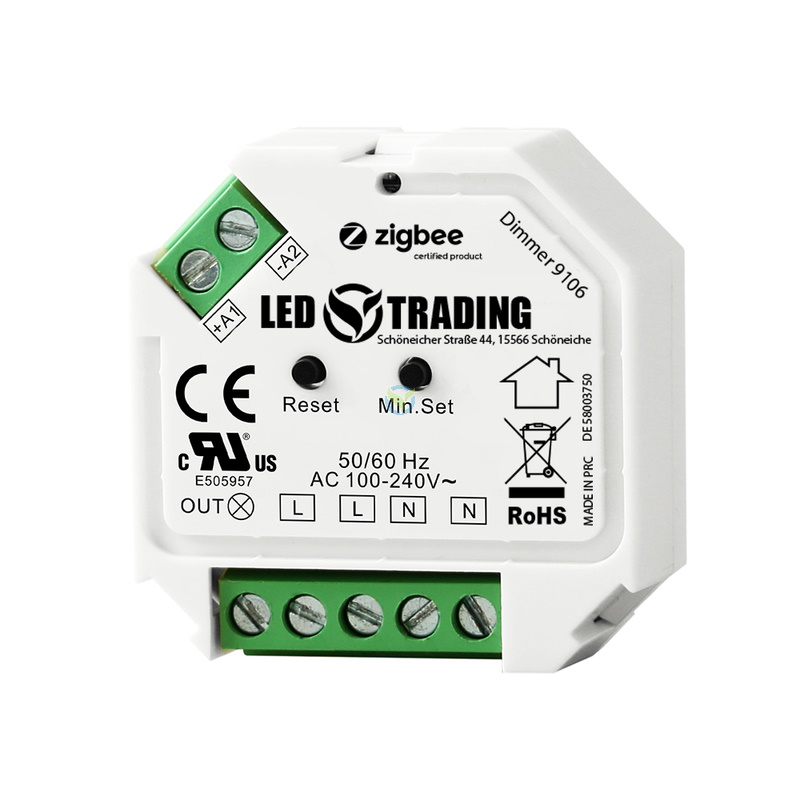 zigbee
certified product
Dimmer 9106
-A2
+A1
LED TRADING
Schöneicher Straße 44, 15566 Schöneiche
Reset
Min.Set
CE
c RU US
E505957
50/60 Hz
AC 100-240V~
OUT
L
L
N
N
RoHS
MADE IN PRC
DE 58003750